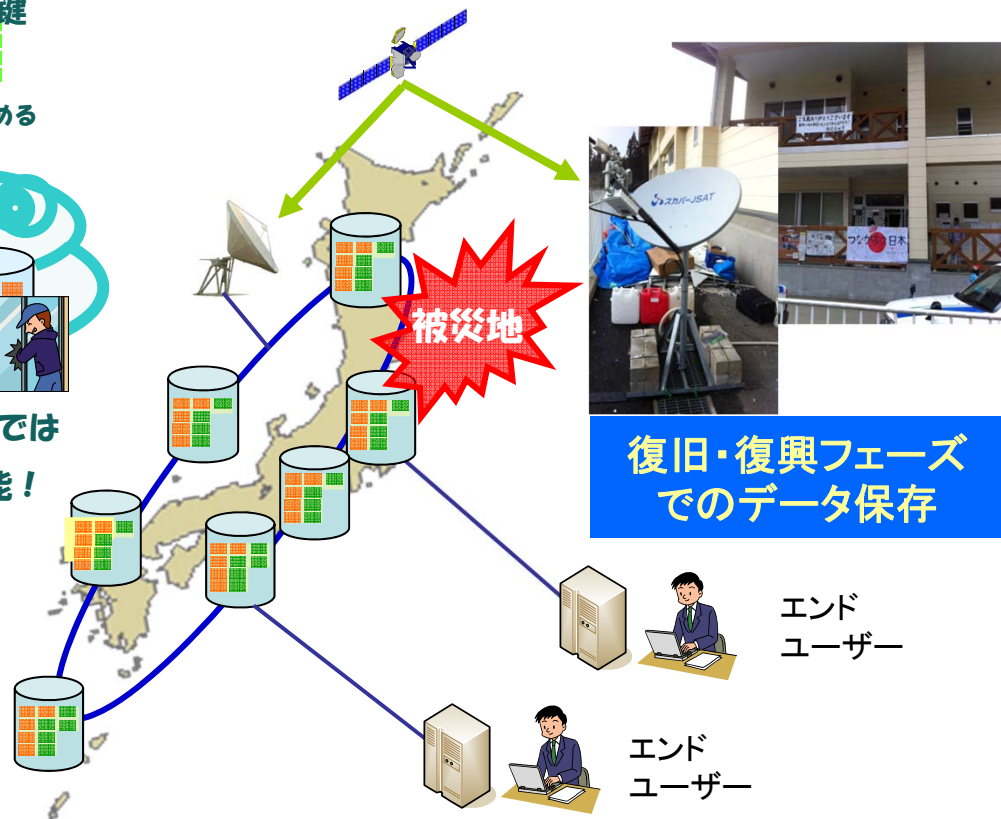 鍵
める
では
能！
被災地
スカパーJSAT
復旧・復興フェーズ
でのデータ保存
エンド
ユーザー
エンド
ユーザー